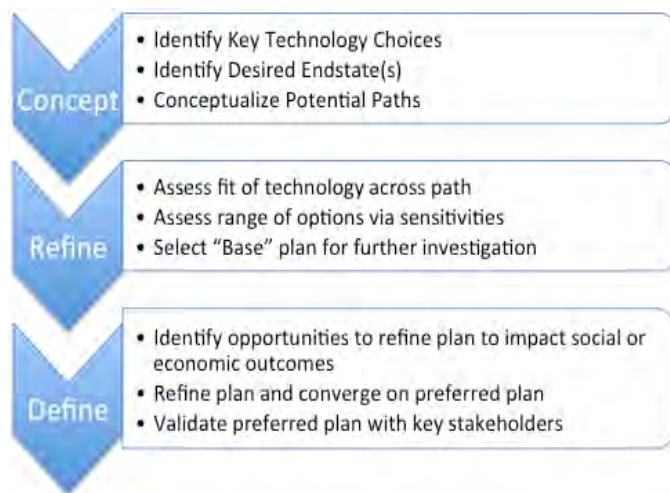 Concept
• Identify Key Technology Choices
• Identify Desired Endstate(s)
• Conceptualize Potential Paths
Refine
• Assess fit of technology across path
• Assess range of options via sensitivities
• Select “Base” plan for further investigation
Define
• Identify opportunities to refine plan to impact social or
economic outcomes
• Refine plan and converge on preferred plan
• Validate preferred plan with key stakeholders